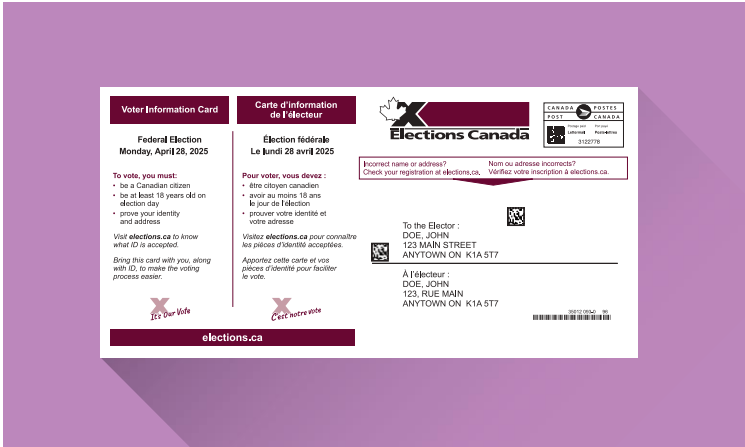 Voter Information Card
Federal Election
Monday, April 28, 2025
To vote, you must:
• be a Canadian citizen
• be at least 18 years old on
election day
• prove your identity
and address
Visit elections.ca to know
what ID is accepted.
Bring this card with you, along
with ID, to make the voting
process easier.
X
It's Our Vote
Carte d'information
de l'électeur
Élection fédérale
Le lundi 28 avril 2025
Pour voter, vous devez :
• être citoyen canadien
• avoir au moins 18 ans
le jour de l'élection
• prouver votre identité et
votre adresse
Visitez elections.ca pour connaître
les pièces d'identité acceptées.
Apportez cette carte et vos
pièces d'identité pour faciliter
le vote.
X
C'est notre vote
elections.ca
X
Elections Canada
CANADA POSTES
POST CANADA
Postage paid Port payé
Lettermail Poste-lettres
3122778
Incorrect name or address?
Check your registration at elections.ca.
Nom ou adresse incorrects?
Vérifiez votre inscription à elections.ca.
To the Elector :
DOE, JOHN
123 MAIN STREET
ANYTOWN ON K1A 5T7
À l'électeur :
DOE, JOHN
123, RUE MAIN
ANYTOWN ON K1A 5T7